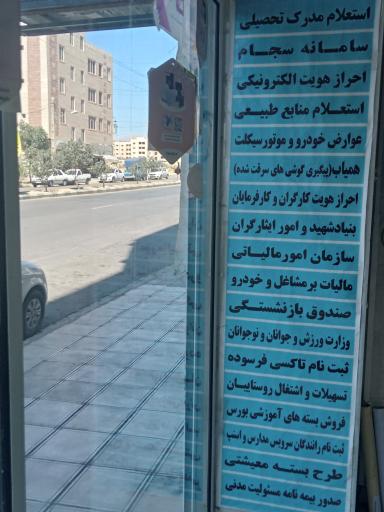 استعلام مدرک تحصیلی
سامانه سجام
احراز هویت الکترونیکی
استعلام منابع طبیعی
عوارض خودرو و موتورسیکلت
همیاب(پیگیری گوشی های سرقت شده)
احراز هویت کارگران و کارفرمایان
بنیادشهید و امور ایثارگران
سازمان امورمالیاتی
مالیات برمشاغل و خودرو
صندوق بازنشستگی
وزارت ورزش و جوانان و نوجوانان
ثبت نام تاکسی فرسوده
تسهیلات و اشتغال روستاییان
فروش بسته های آموزشی بورس
ثبت نام رانندگان سرویس مدارس و اسنپ
طرح بسته معیشتی
صدور بیمه نامه مسئولیت مدنی